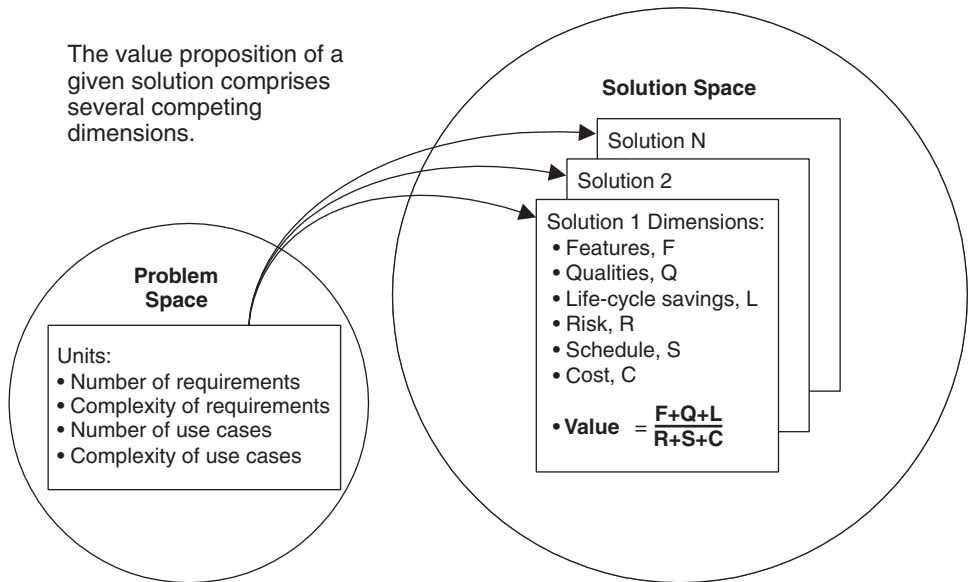 The value proposition of a
given solution comprises
several competing
dimensions.
Problem
Space
Units:
• Number of requirements
• Complexity of requirements
• Number of use cases
• Complexity of use cases
Solution Space
Solution N
Solution 2
Solution 1 Dimensions:
• Features, F
• Qualities, Q
• Life-cycle savings, L
• Risk, R
• Schedule, S
• Cost, C
• Value = F+Q+L
R+S+C